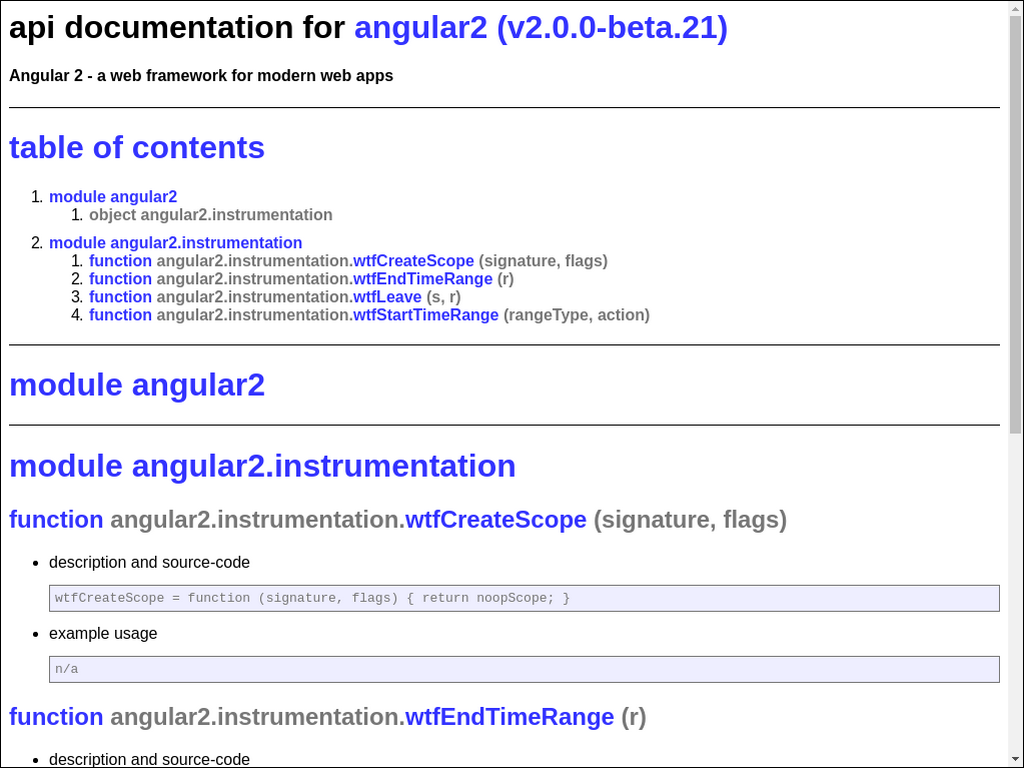 api documentation for angular2 (v2.0.0-beta.21)
Angular 2 - a web framework for modern web apps
table of contents
1. module angular2
1. object angular2.instrumentation
2. module angular2.instrumentation
1. function angular2.instrumentation.wtfCreateScope (signature, flags)
2. function angular2.instrumentation.wtfEndTimeRange (r)
3. function angular2.instrumentation.wtfLeave (s, r)
4. function angular2.instrumentation.wtfStartTimeRange (rangeType, action)
module angular2
module angular2.instrumentation
function angular2.instrumentation.wtfCreateScope (signature, flags)
• description and source-code
wtfCreateScope = function (signature, flags) { return noopScope; }
• example usage
n/a
function angular2.instrumentation.wtfEndTimeRange (r)
• description and source-code